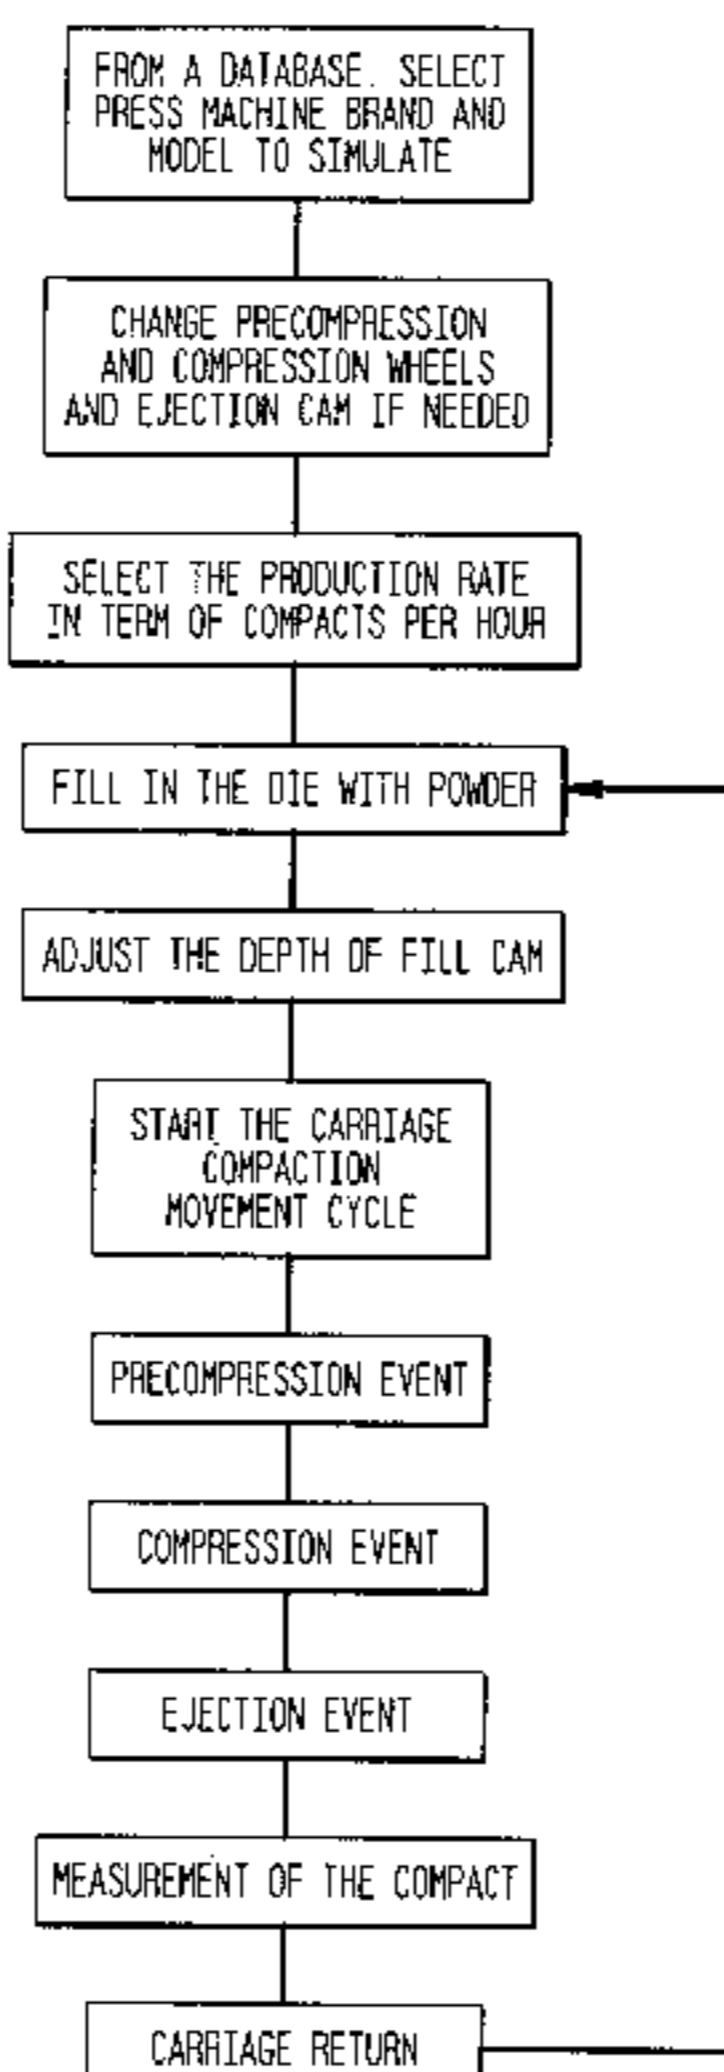 FROM A DATABASE. SELECT
PRESS MACHINE BRAND AND
MODEL TO SIMULATE
CHANGE PRECOMPRESSION
AND COMPRESSION WHEELS
AND EJECTION CAM IF NEEDED
SELECT THE PRODUCTION RATE
IN TERM OF COMPACTS PER HOUR
FILL IN THE DIE WITH POWDER
ADJUST THE DEPTH OF FILL CAM
START THE CARRIAGE
COMPACTION
MOVEMENT CYCLE
PRECOMPRESSION EVENT
COMPRESSION EVENT
EJECTION EVENT
MEASUREMENT OF THE COMPACT
CARRIAGE RETURN